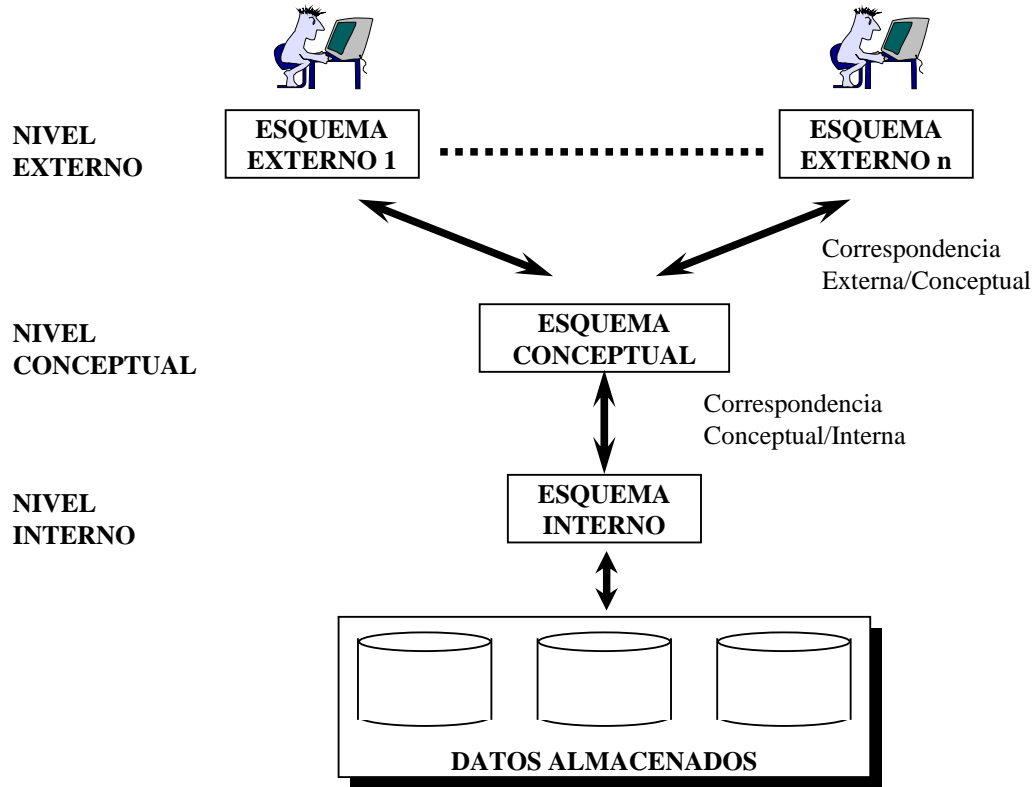 NIVEL
EXTERNO
ESQUEMA
EXTERNO 1
ESQUEMA
EXTERNO n
Correspondencia
Externa/Conceptual
NIVEL
CONCEPTUAL
ESQUEMA
CONCEPTUAL
Correspondencia
Conceptual/Interna
NIVEL
INTERNO
ESQUEMA
INTERNO
DATOS ALMACENADOS